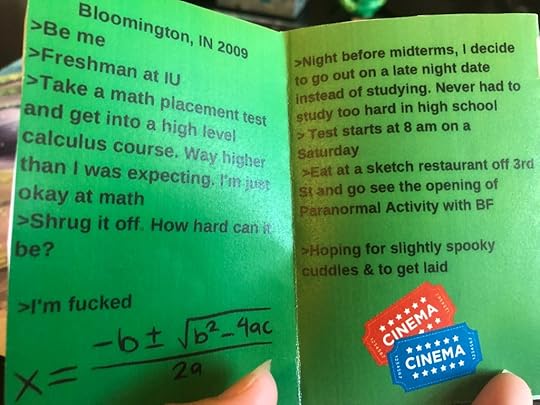 Bloomington, IN 2009
>Be me
>Freshman at IU
>Take a math placement test
and get into a high level
calculus course. Way higher
than I was expecting. I'm just
okay at math
>Shrug it off. How hard can it
be?
>I'm fucked
x = -b ± √b² - 4ac / 2a
>Night before midterms, I decide
to go out on a late night date
instead of studying. Never had to
study too hard in high school
> Test starts at 8 am on a
Saturday
>Eat at a sketch restaurant off 3rd
St and go see the opening of
Paranormal Activity with BF
>Hoping for slightly spooky
cuddles & to get laid
CINEMA
CINEMA